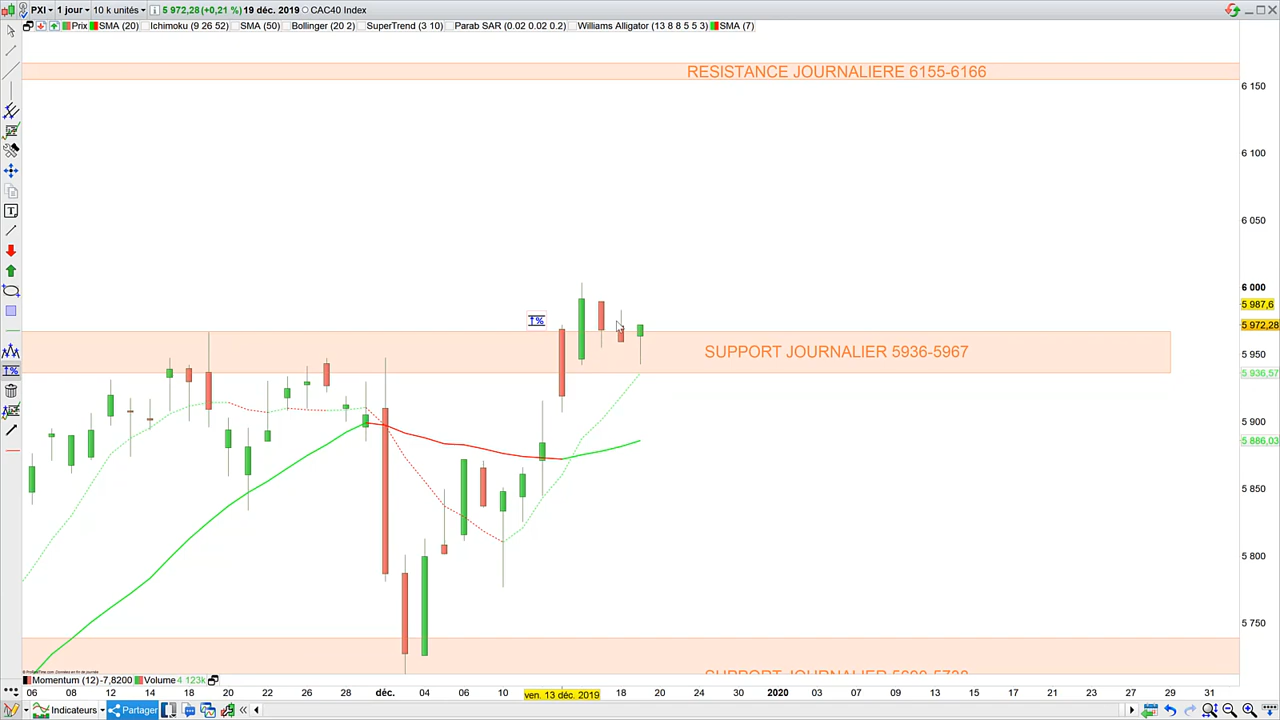 PXI 1 jour 10 k unités 5 972,28 (+0,21 %) 19 déc. 2019 CAC40 Index
Prix SMA (20) Ichimoku (9 26 52) SMA (50) Bollinger (20 2) SuperTrend (3 10) Parab SAR (0.02 0.02 0.2) Williams Alligator (13 8 8 5 5 3) SMA (7)
RESISTANCE JOURNALIERE 6155-6166
6 150
6 100
6 050
6 000
5 987,6
5 972,28
SUPPORT JOURNALIER 5936-5967
5 950
5 936,57
5 900
5 886,03
5 850
5 800
5 750
Momentum (12) -7,8200 Volume 4 123k
06 08 10 12 14 18 20 22 26 28 déc. 04 06 10 ven. 13 déc. 2019 18 20 24 30 2020 03 07 09 13 15 17 21 23 27 29 31
Indicateurs Partager